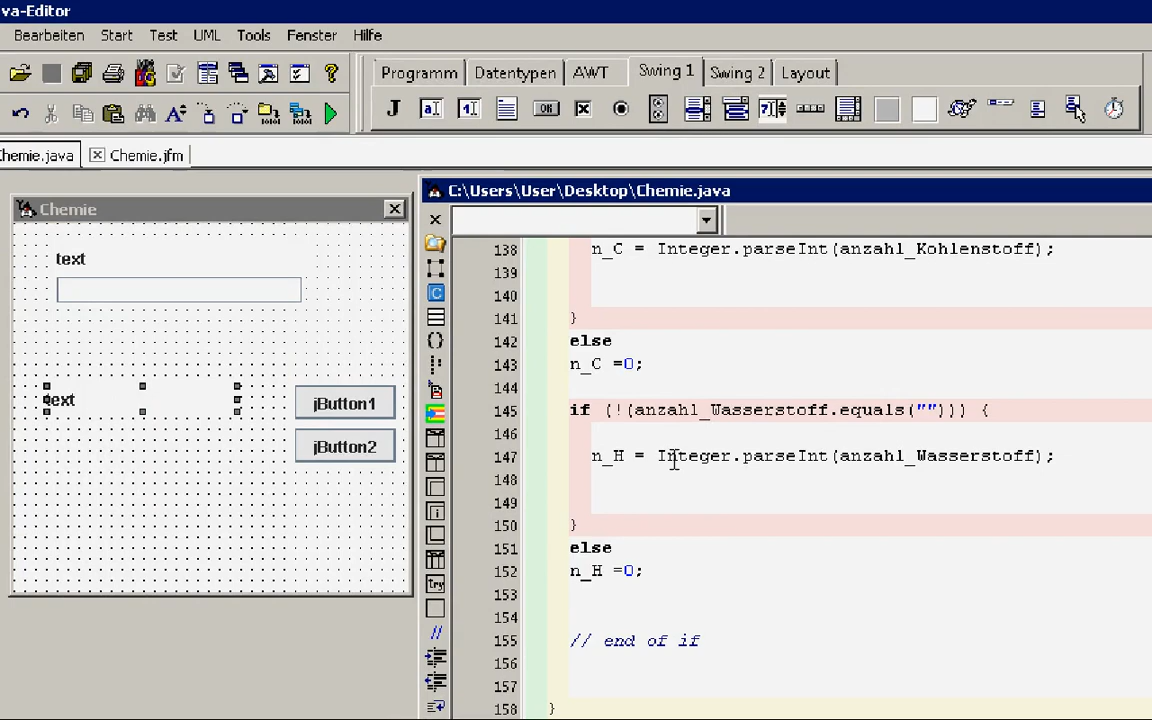 va-Editor
Bearbeiten Start Test UML Tools Fenster Hilfe
Programm Datentypen AWT Swing 1 Swing 2 Layout
Chemie.java Chemie.jfm
Chemie
C:\Users\User\Desktop\Chemie.java
text
text
jButton1
jButton2
138 n_C = Integer.parseInt(anzahl_Kohlenstoff);
139
140
141 }
142 else
143 n_C =0;
144
145 if (!(anzahl_Wasserstoff.equals(""))) {
146
147 n_H = Integer.parseInt(anzahl_Wasserstoff);
148
149
150 }
151 else
152 n_H =0;
153
154
155 // end of if
156
157
158 }